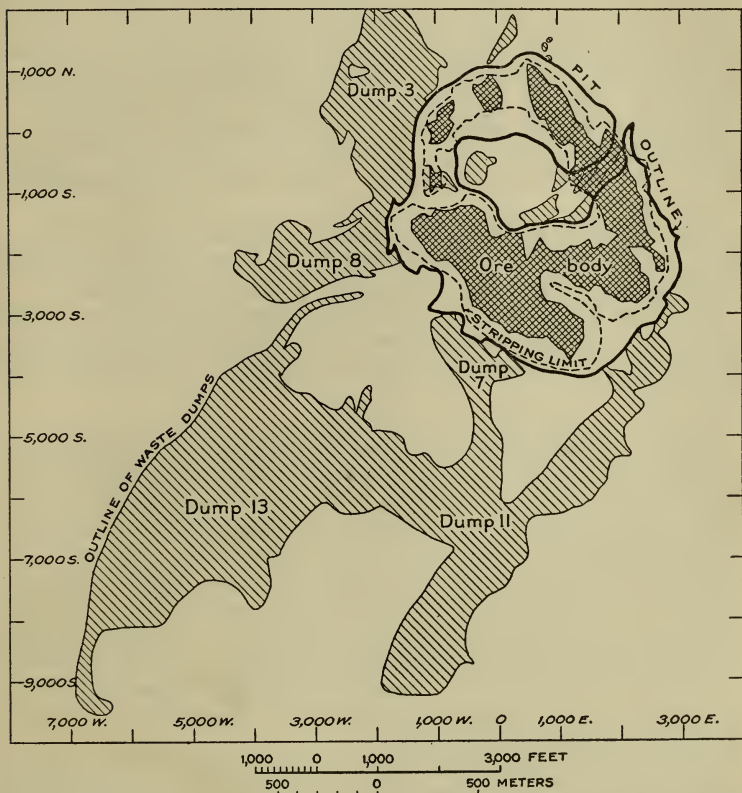 1,000 N.
0
1,000 S.
3,000 S.
5,000 S.
7,000 S.
9,000 S
Dump 3
PIT
OUTLINE
Dump 8
Ore body
STRIPPING LIMIT
Dump
7
OUTLINE OF WASTE DUMPS
Dump 13
Dump 11
7,000 W.
5,000 W.
3,000 W.
1,000 W.
0
1,000 E.
3,000 E.
1,000 0 1,000 3,000 FEET
500 0 500 METERS